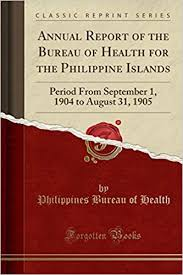 CLASSIC REPRINT SERIES
ANNUAL REPORT OF THE
BUREAU OF HEALTH FOR THE
PHILIPPINE ISLANDS
Period From September 1,
1904 to August 31, 1905
by
Philippines Bureau of Health
Forgotten Books